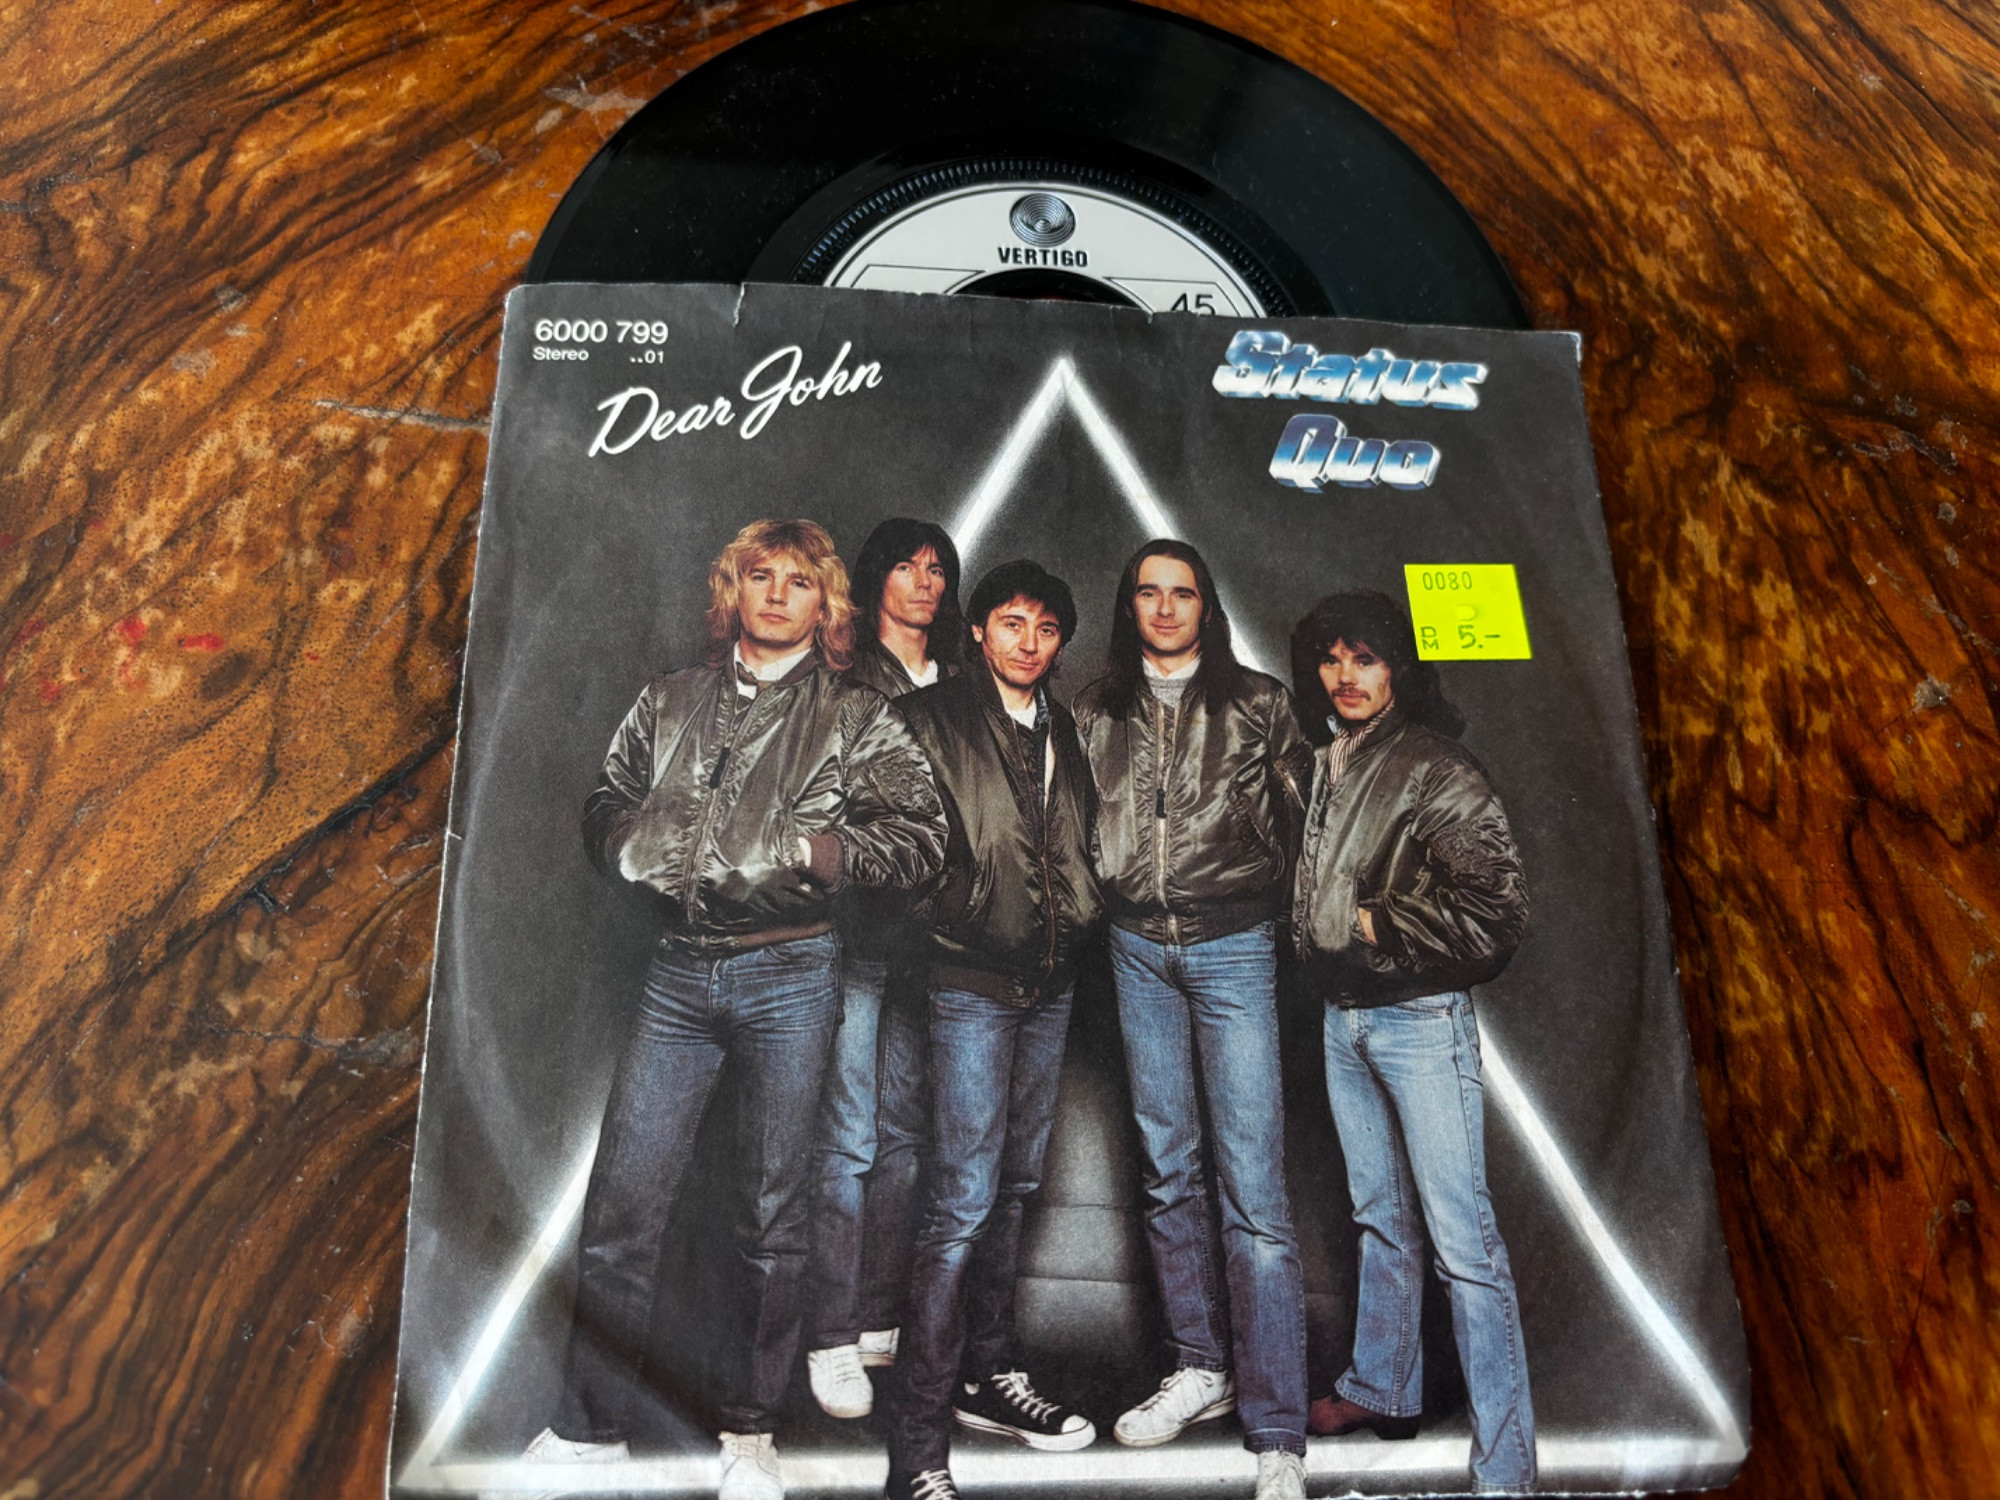 VERTIGO
45
6000 799
Stereo ..01
Dear John
Status
Quo
0080
DM 5.-